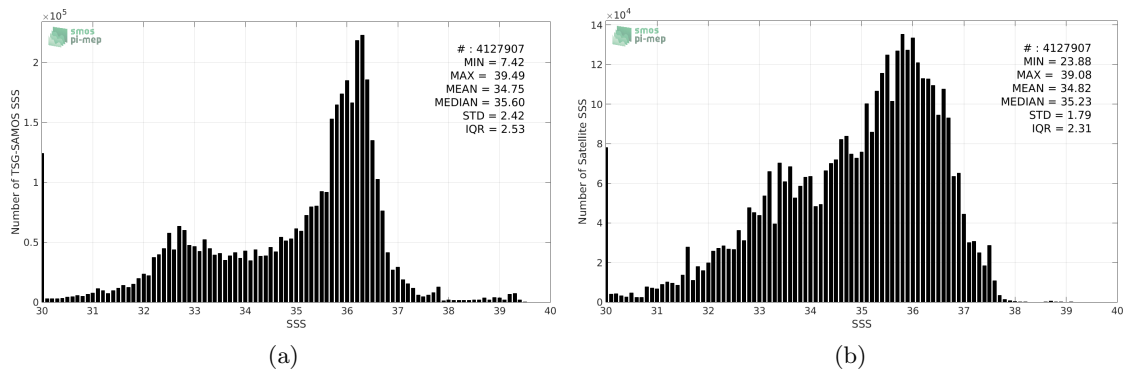 ×10⁵
smos
pi-mep
# : 4127907
MIN = 7.42
MAX = 39.49
MEAN = 34.75
MEDIAN = 35.60
STD = 2.42
IQR = 2.53
Number of TSG-SAMOS SSS
2
1.5
1
0.5
0
30 31 32 33 34 35 36 37 38 39 40
SSS
(a)
×10⁴
smos
pi-mep
# : 4127907
MIN = 23.88
MAX = 39.08
MEAN = 34.82
MEDIAN = 35.23
STD = 1.79
IQR = 2.31
Number of Satellite SSS
14
12
10
8
6
4
2
0
30 31 32 33 34 35 36 37 38 39 40
SSS
(b)